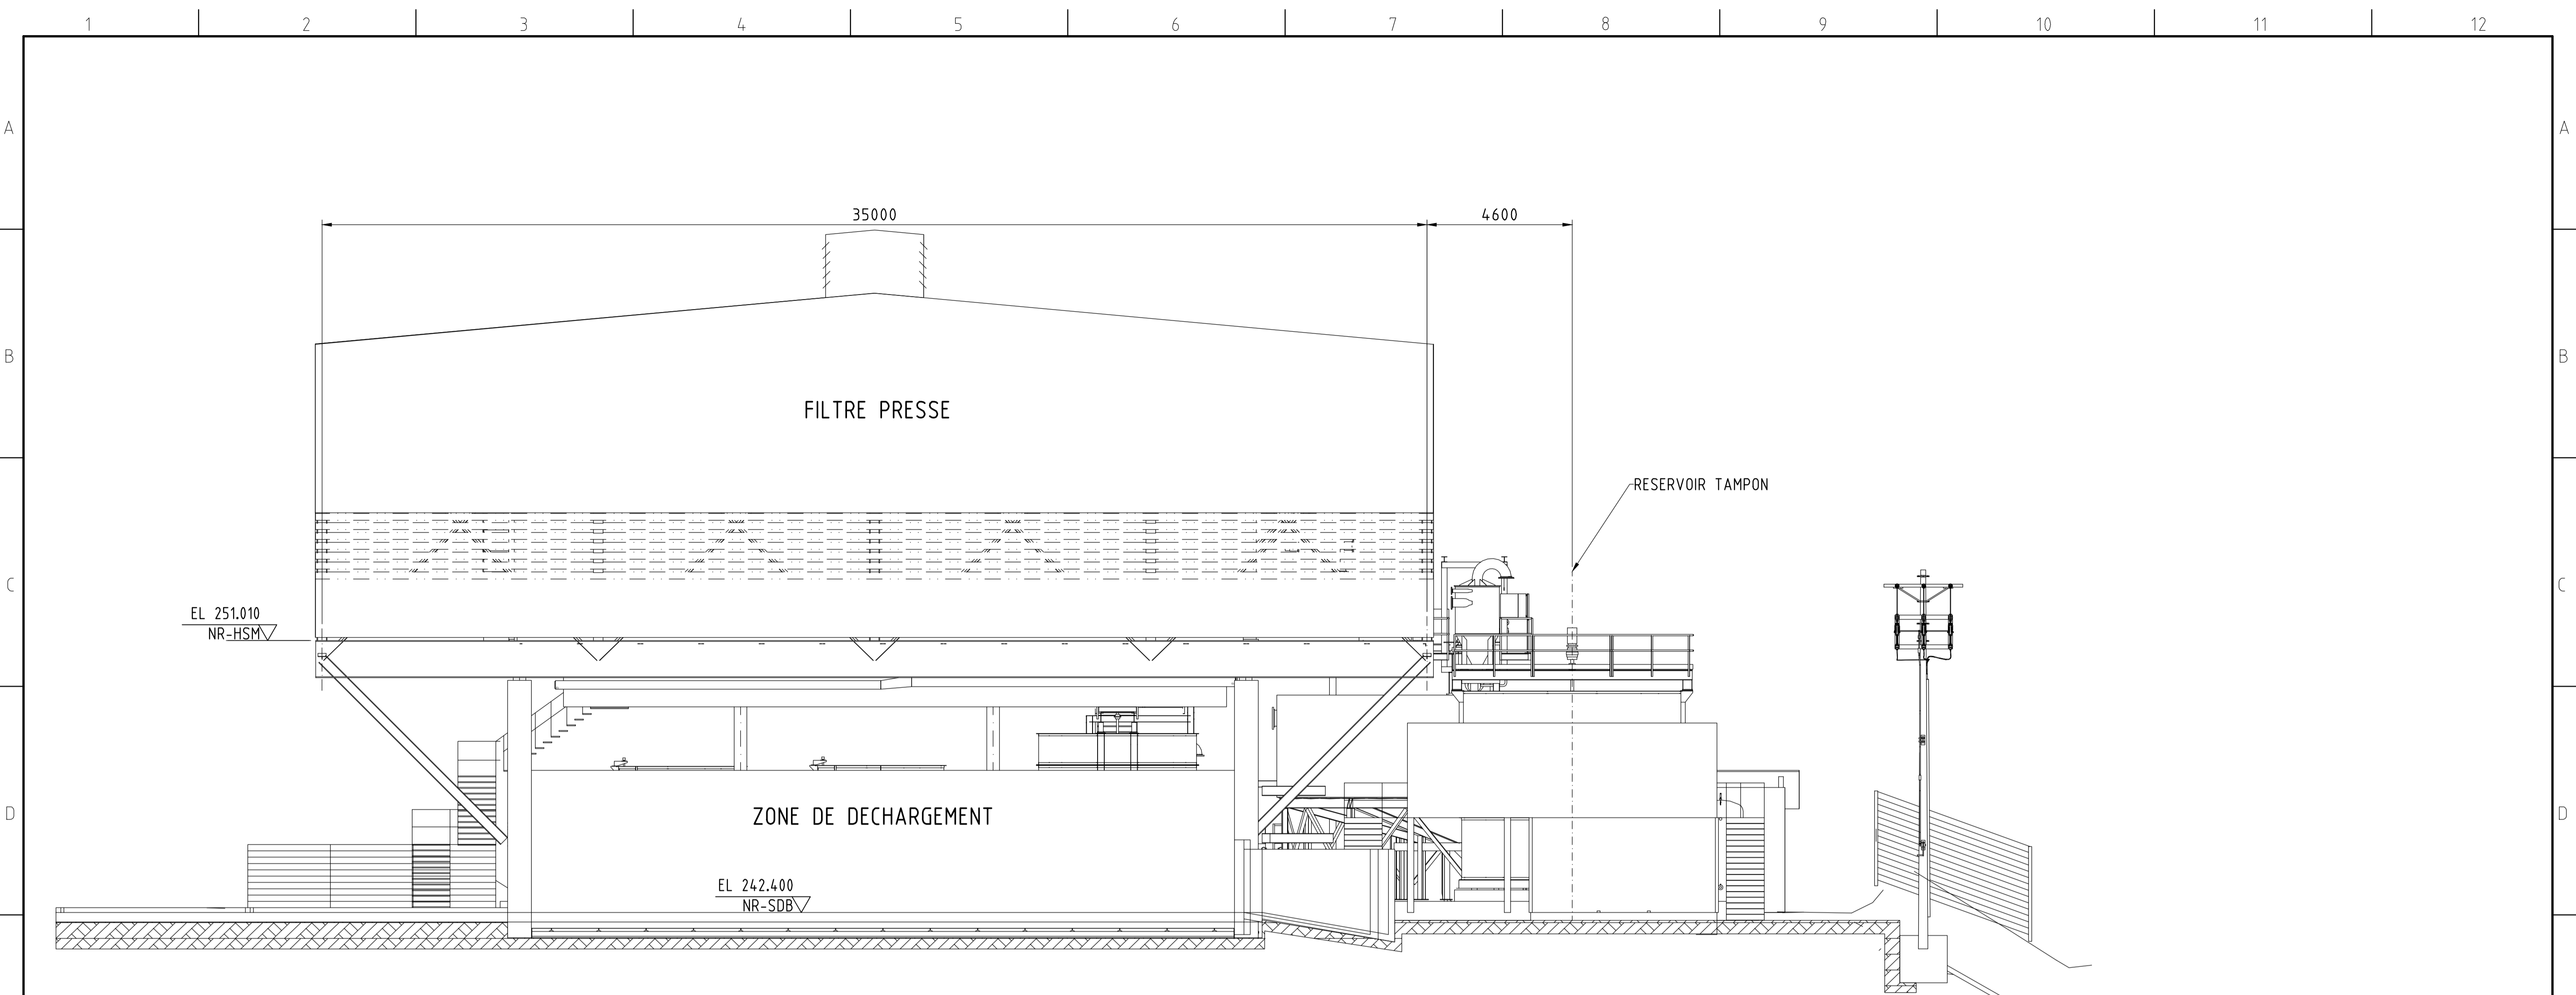 1 2 3 4 5 6 7 8 9 10 11 12
A A
35000 4600
B B
FILTRE PRESSE
RESERVOIR TAMPON
C C
EL 251.010
NR-HSM
D D
ZONE DE DECHARGEMENT
EL 242.400
NR-SDB